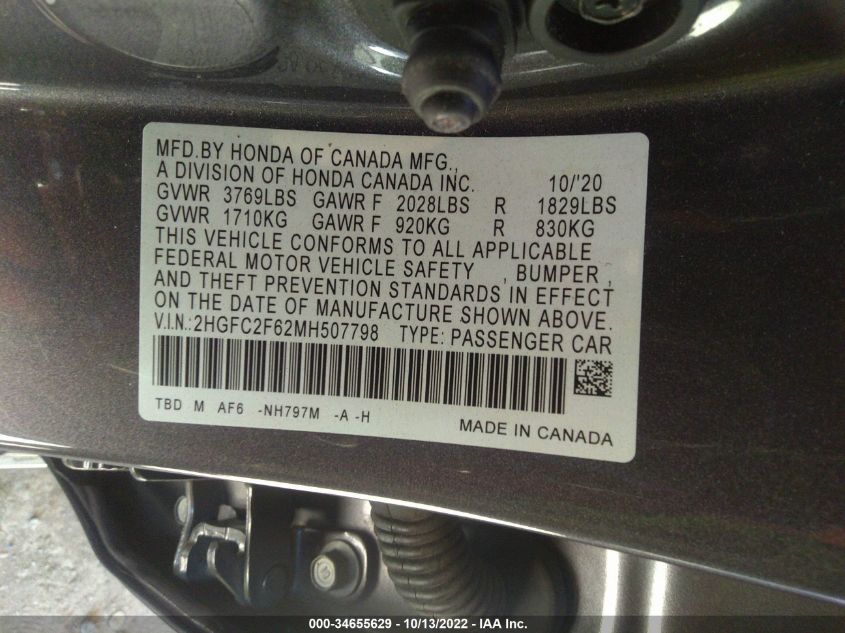 MFD.BY HONDA OF CANADA MFG.,
A DIVISION OF HONDA CANADA INC. 10/'20
GVWR 3769LBS GAWR F 2028LBS R 1829LBS
GVWR 1710KG GAWR F 920KG R 830KG
THIS VEHICLE CONFORMS TO ALL APPLICABLE
FEDERAL MOTOR VEHICLE SAFETY , BUMPER ,
AND THEFT PREVENTION STANDARDS IN EFFECT
ON THE DATE OF MANUFACTURE SHOWN ABOVE.
V.I.N.:2HGFC2F62MH507798 TYPE: PASSENGER CAR
TBD M AF6 -NH797M -A -H
MADE IN CANADA
000-34655629 - 10/13/2022 - IAA Inc.